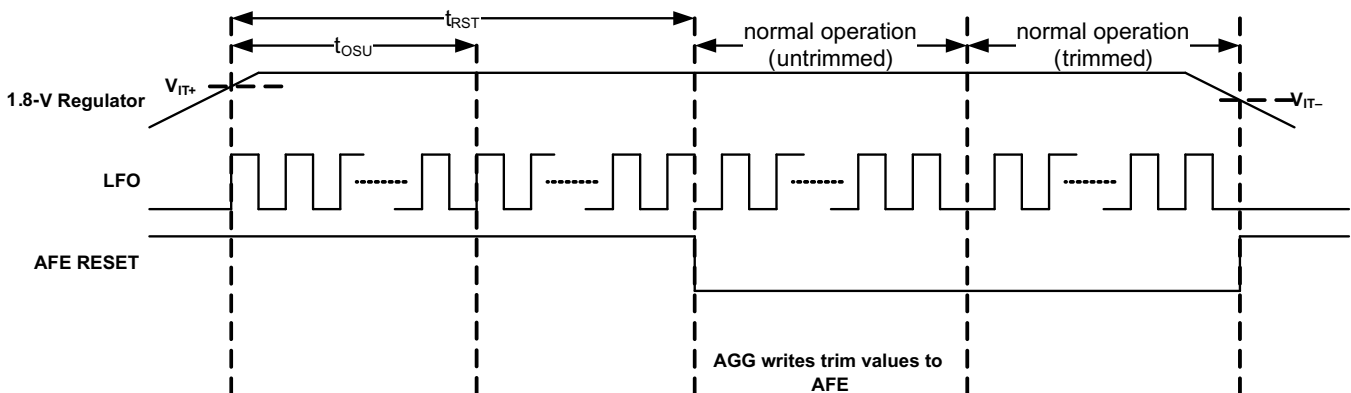 tRST
tOSU
normal operation
(untrimmed)
normal operation
(trimmed)
VIT+
1.8-V Regulator
VIT–
LFO
AFE RESET
AGG writes trim values to
AFE